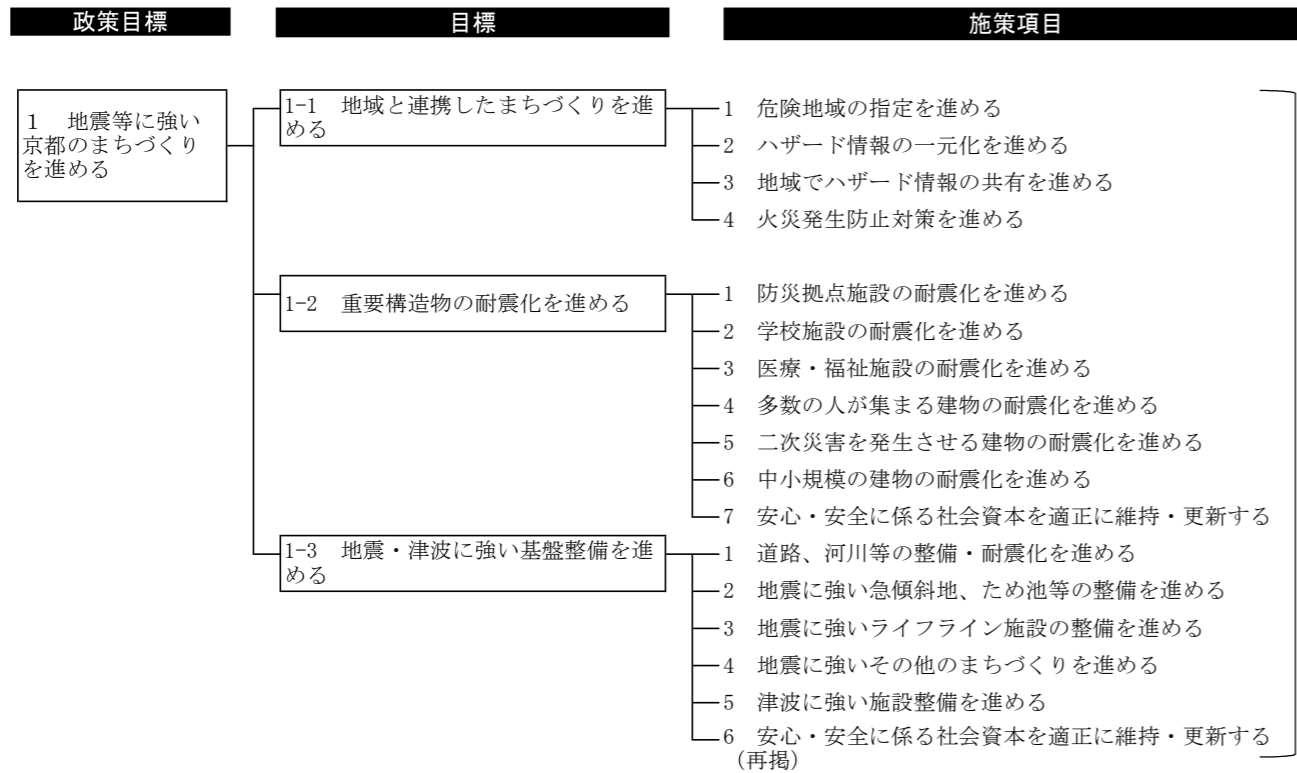 政策目標
目標
施策項目
1 地震等に強い
京都のまちづくり
を進める
1-1 地域と連携したまちづくりを進
める
1 危険地域の指定を進める
2 ハザード情報の一元化を進める
3 地域でハザード情報の共有を進める
4 火災発生防止対策を進める
1-2 重要構造物の耐震化を進める
1 防災拠点施設の耐震化を進める
2 学校施設の耐震化を進める
3 医療・福祉施設の耐震化を進める
4 多数の人が集まる建物の耐震化を進める
5 二次災害を発生させる建物の耐震化を進める
6 中小規模の建物の耐震化を進める
7 安心・安全に係る社会資本を適正に維持・更新する
1-3 地震・津波に強い基盤整備を進
める
1 道路、河川等の整備・耐震化を進める
2 地震に強い急傾斜地、ため池等の整備を進める
3 地震に強いライフライン施設の整備を進める
4 地震に強いその他のまちづくりを進める
5 津波に強い施設整備を進める
6 安心・安全に係る社会資本を適正に維持・更新する
(再掲)